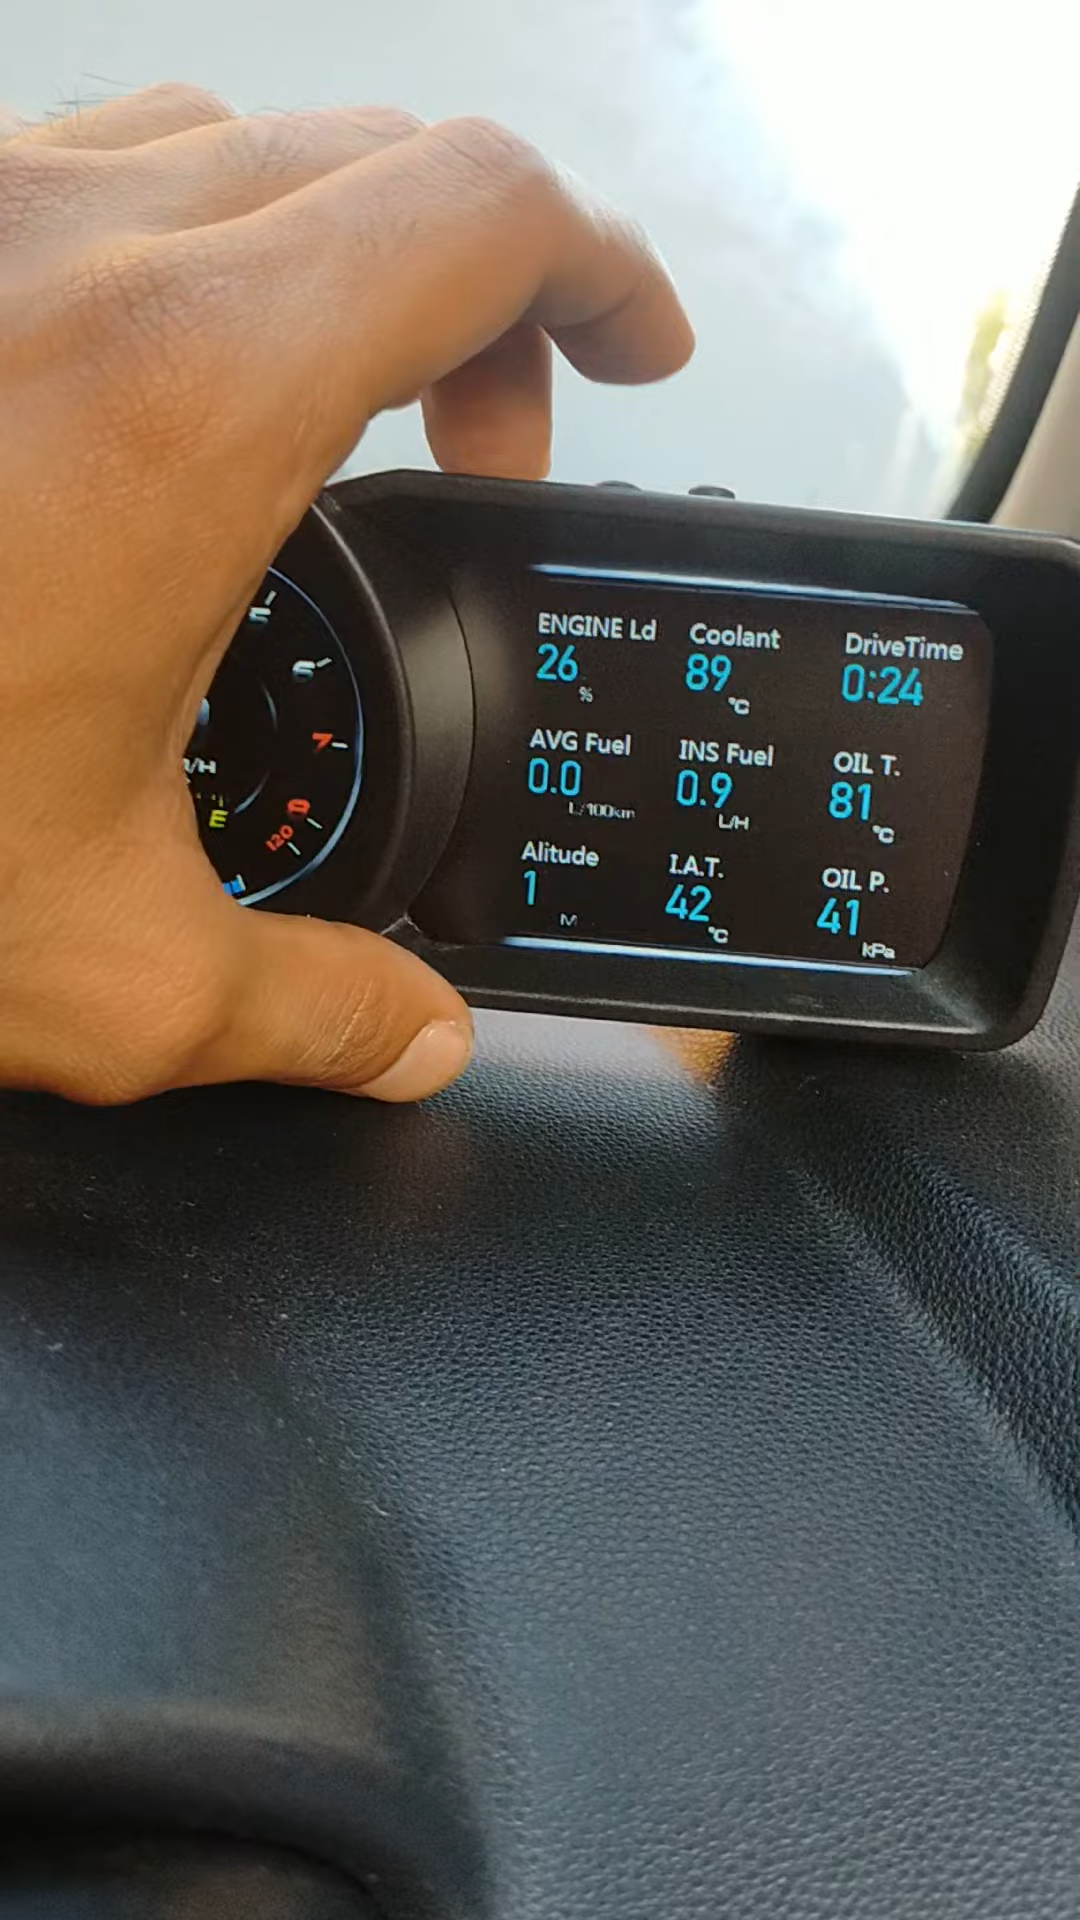 5
6
7
8
120
/H
E
ENGINE Ld
26
%
Coolant
89
°C
DriveTime
0:24
AVG Fuel
0.0
L/100km
INS Fuel
0.9
L/H
OIL T.
81
°C
Alitude
1
M
I.A.T.
42
°C
OIL P.
41
kPa